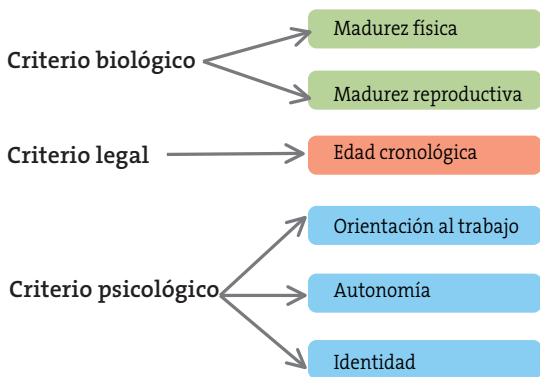 Criterio biológico
Madurez física
Madurez reproductiva
Criterio legal
Edad cronológica
Criterio psicológico
Orientación al trabajo
Autonomía
Identidad